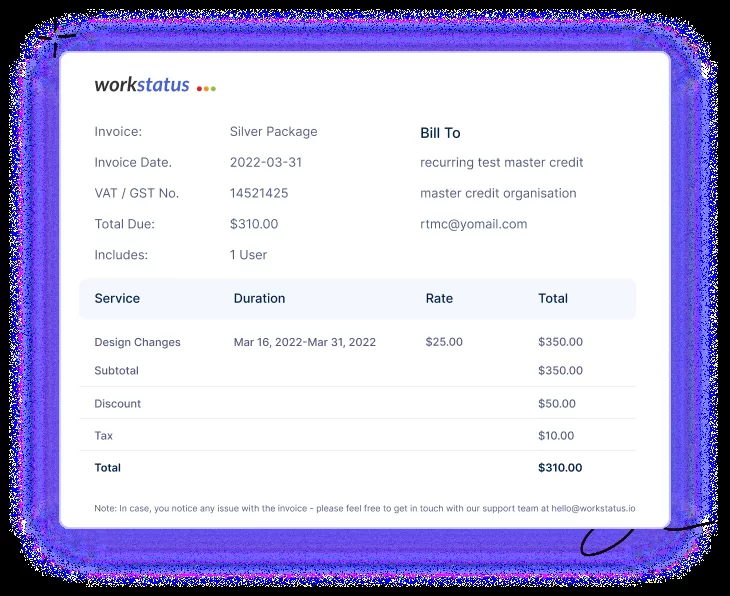 workstatus
Invoice: Silver Package
Invoice Date. 2022-03-31
VAT / GST No. 14521425
Total Due: $310.00
Includes: 1 User
Bill To
recurring test master credit
master credit organisation
rtmc@yomail.com
Service Duration Rate Total
Design Changes Mar 16, 2022-Mar 31, 2022 $25.00 $350.00
Subtotal $350.00
Discount $50.00
Tax $10.00
Total $310.00
Note: In case, you notice any issue with the invoice - please feel free to get in touch with our support team at hello@workstatus.io